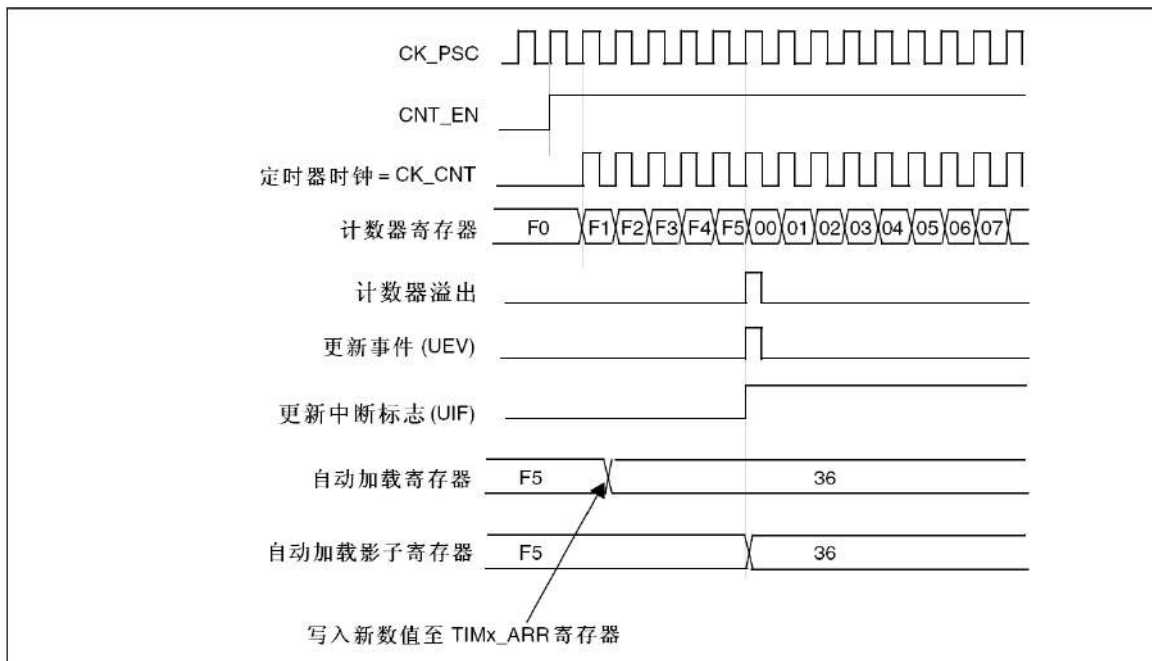 CK_PSC
CNT_EN
定时器时钟 = CK_CNT
计数器寄存器 F0 F1 F2 F3 F4 F5 00 01 02 03 04 05 06 07
计数器溢出
更新事件 (UEV)
更新中断标志 (UIF)
自动加载寄存器 F5 36
自动加载影子寄存器 F5 36
写入新数值至 TIMx_ARR 寄存器